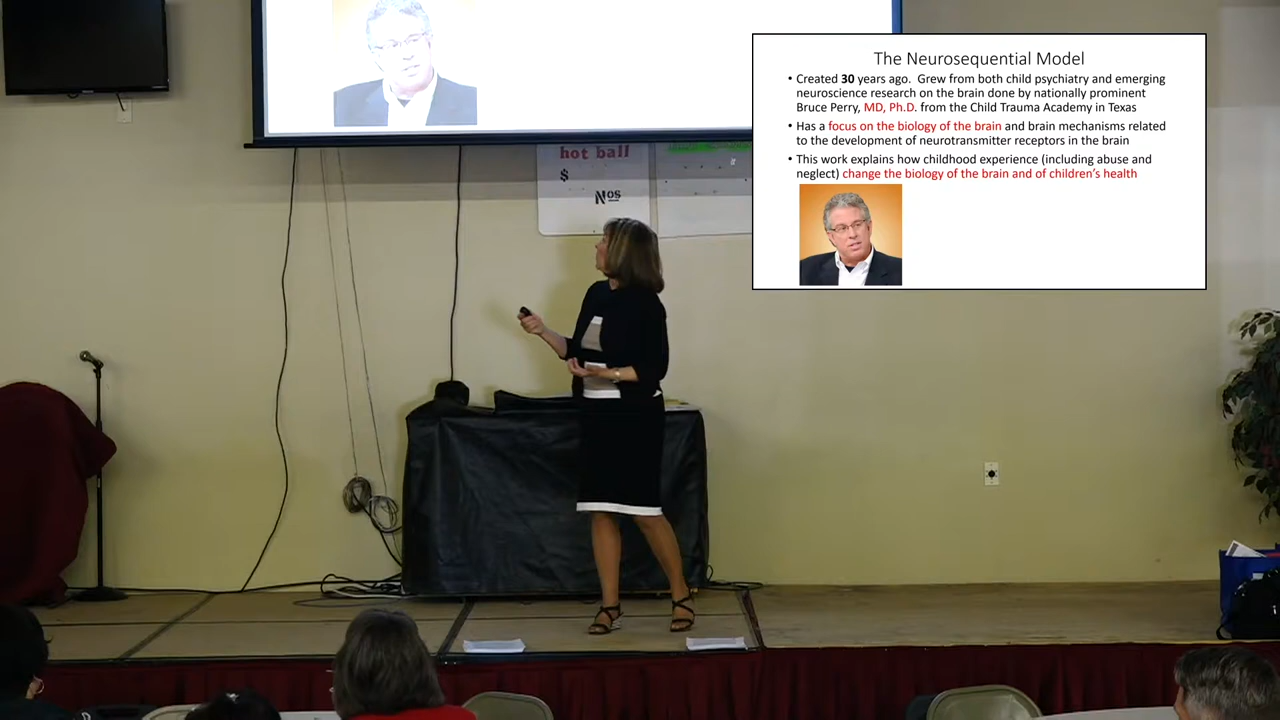 The Neurosequential Model
• Created 30 years ago. Grew from both child psychiatry and emerging
neuroscience research on the brain done by nationally prominent
Bruce Perry, MD, Ph.D. from the Child Trauma Academy in Texas
• Has a focus on the biology of the brain and brain mechanisms related
to the development of neurotransmitter receptors in the brain
• This work explains how childhood experience (including abuse and
neglect) change the biology of the brain and of children's health
hot ball
$
Nos